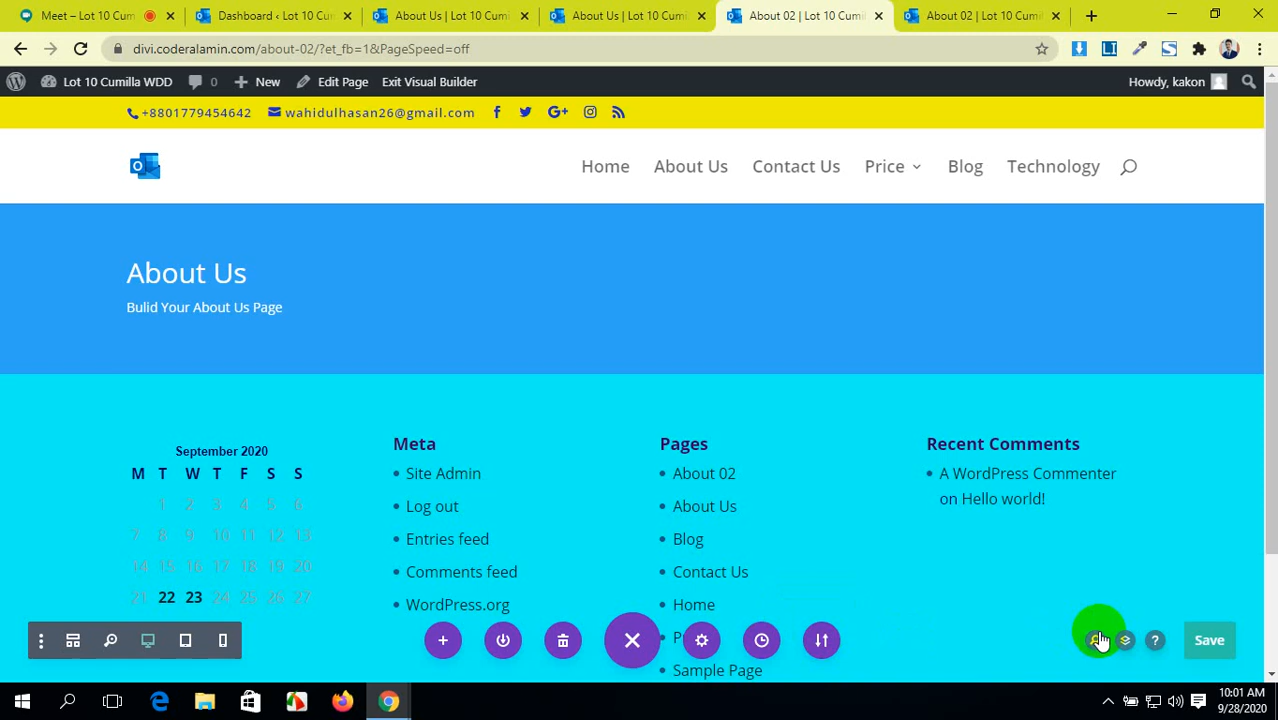 Meet – Lot 10 Cumi
Dashboard ‹ Lot 10 Cumi
About Us | Lot 10 Cumi
About Us | Lot 10 Cumi
About 02 | Lot 10 Cumi
About 02 | Lot 10 Cumi
divi.coderalamin.com/about-02/?et_fb=1&PageSpeed=off
Lot 10 Cumilla WDD
0
New
Edit Page
Exit Visual Builder
Howdy, kakon
+8801779454642
wahidulhasan26@gmail.com
Home
About Us
Contact Us
Price
Blog
Technology
About Us
Bulid Your About Us Page
September 2020
M T W T F S S
1 2 3 4 5 6
7 8 9 10 11 12 13
14 15 16 17 18 19 20
21 22 23 24 25 26 27
Meta
Site Admin
Log out
Entries feed
Comments feed
WordPress.org
Pages
About 02
About Us
Blog
Contact Us
Home
Sample Page
Recent Comments
A WordPress Commenter
on Hello world!
Save
10:01 AM
9/28/2020